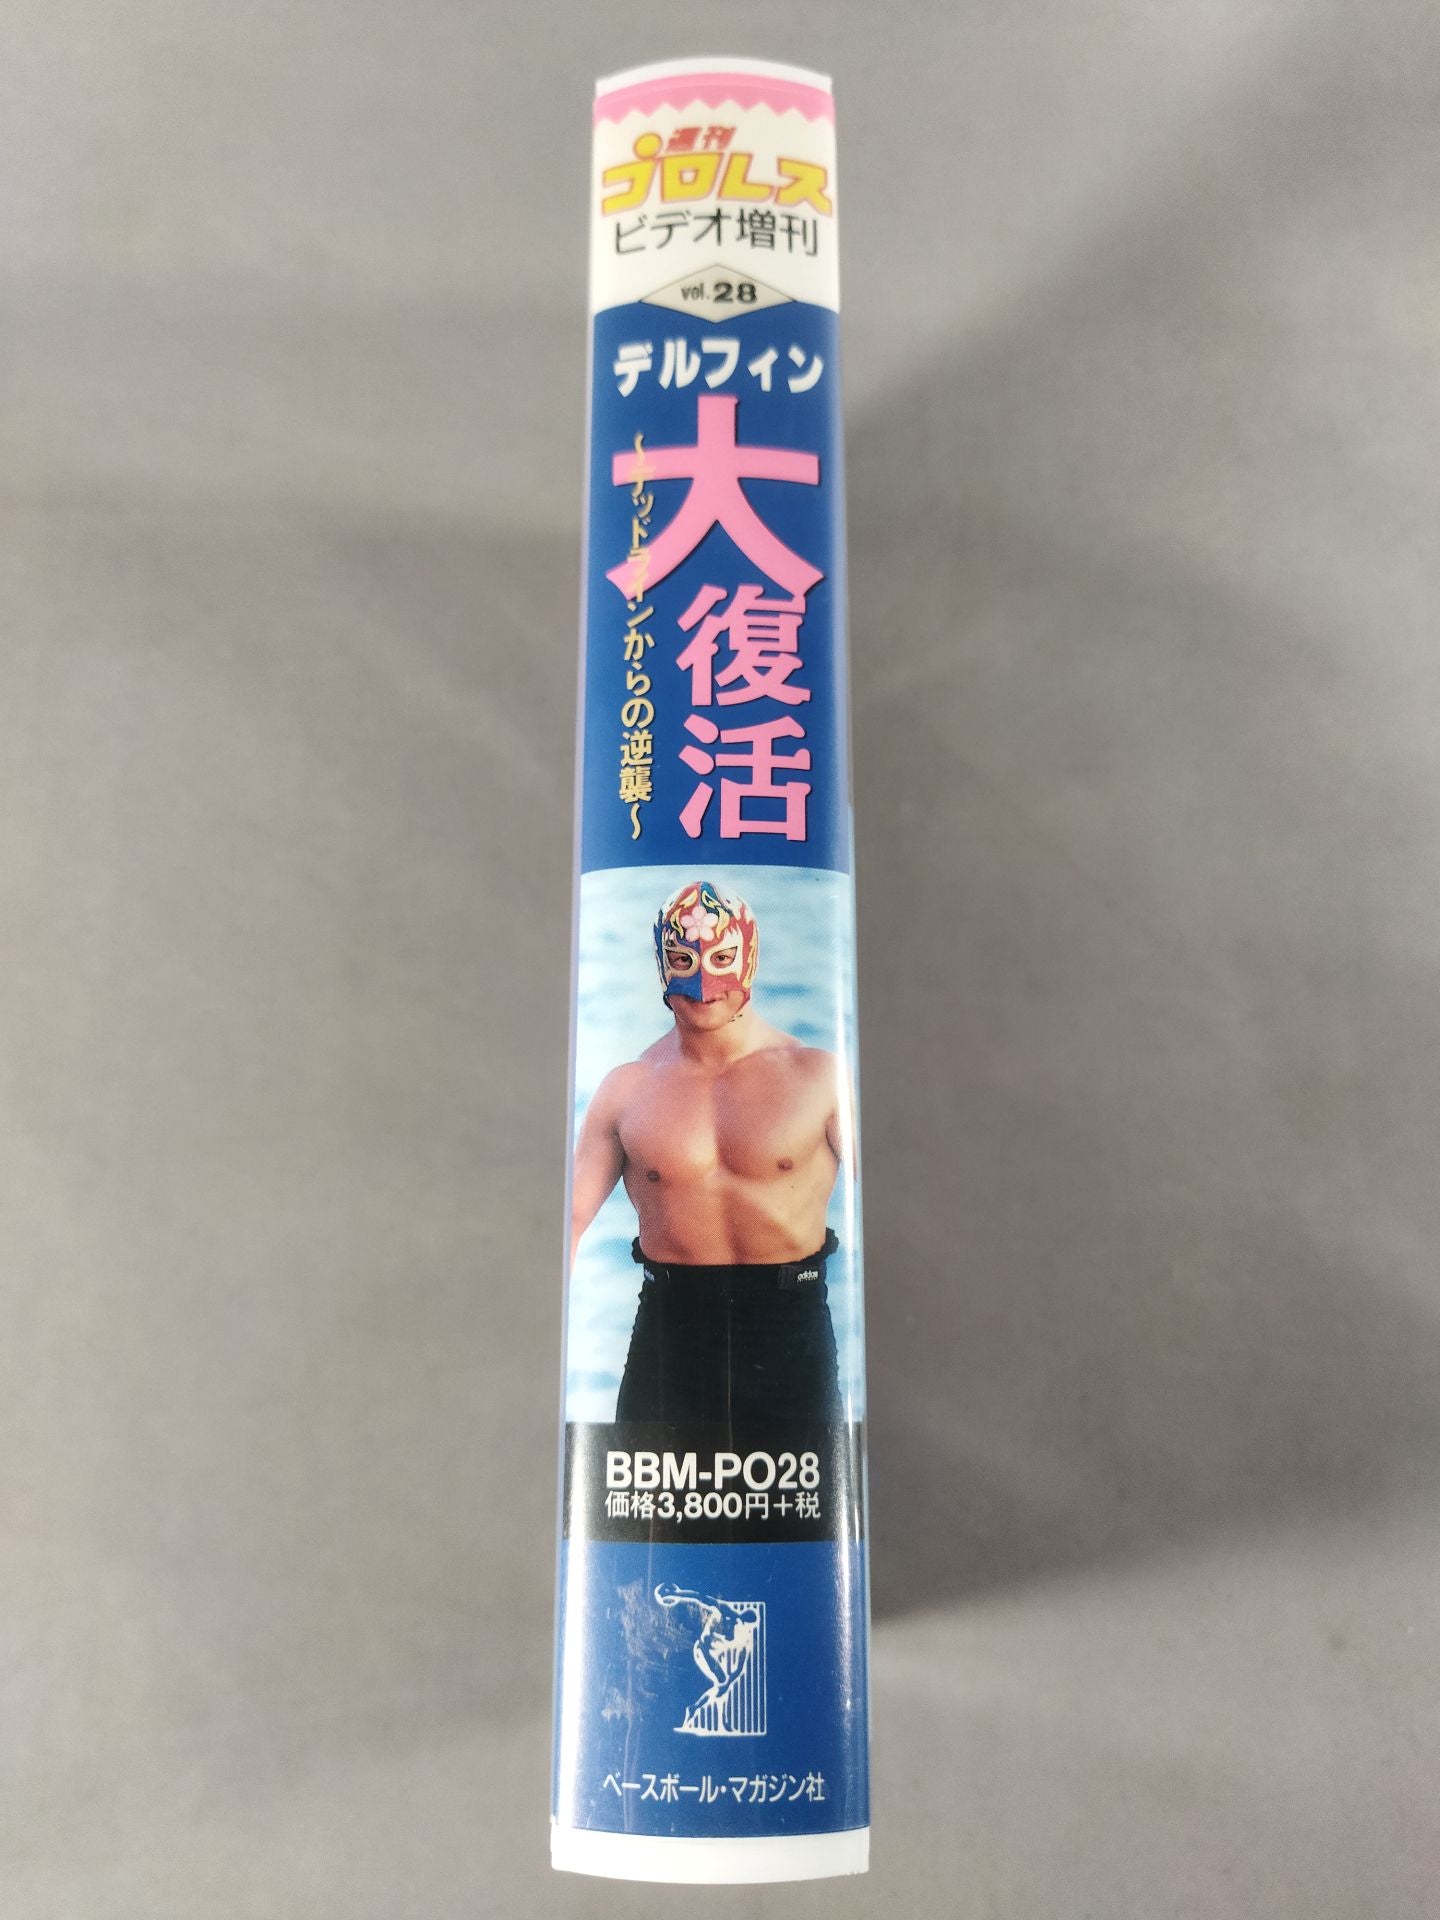 週刊
プロレス
ビデオ増刊
vol.28
デルフィン
大復活
～デッドラインからの逆襲～
adidas
BBM-PO28
価格3,800円+税
ベースボール・マガジン社